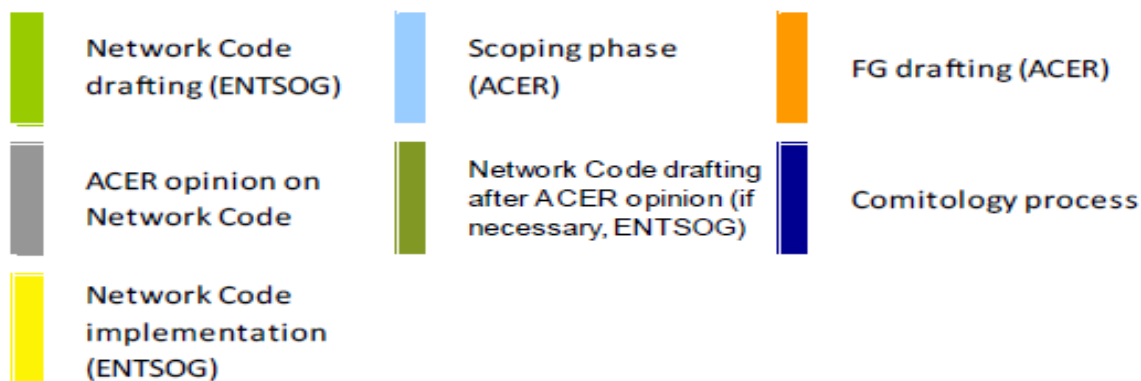 Network Code
drafting (ENTSOG)
Scoping phase
(ACER)
FG drafting (ACER)
ACER opinion on
Network Code
Network Code drafting
after ACER opinion (if
necessary, ENTSOG)
Comitology process
Network Code
implementation
(ENTSOG)